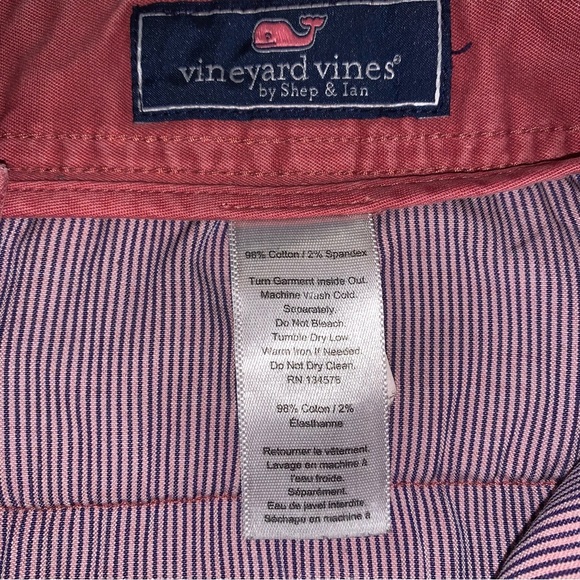 vineyard vines®
by Shep & Ian
98% Cotton / 2% Spandex
Turn Garment Inside Out.
Machine Wash Cold.
Separately.
Do Not Bleach.
Tumble Dry Low.
Warm Iron If Needed.
Do Not Dry Clean.
RN 134578
98% Coton / 2%
Élasthanne
Retourner le vêtement.
Lavage en machine à
l'eau froide.
Séparément.
Eau de javel interdite.
Séchage en machine à